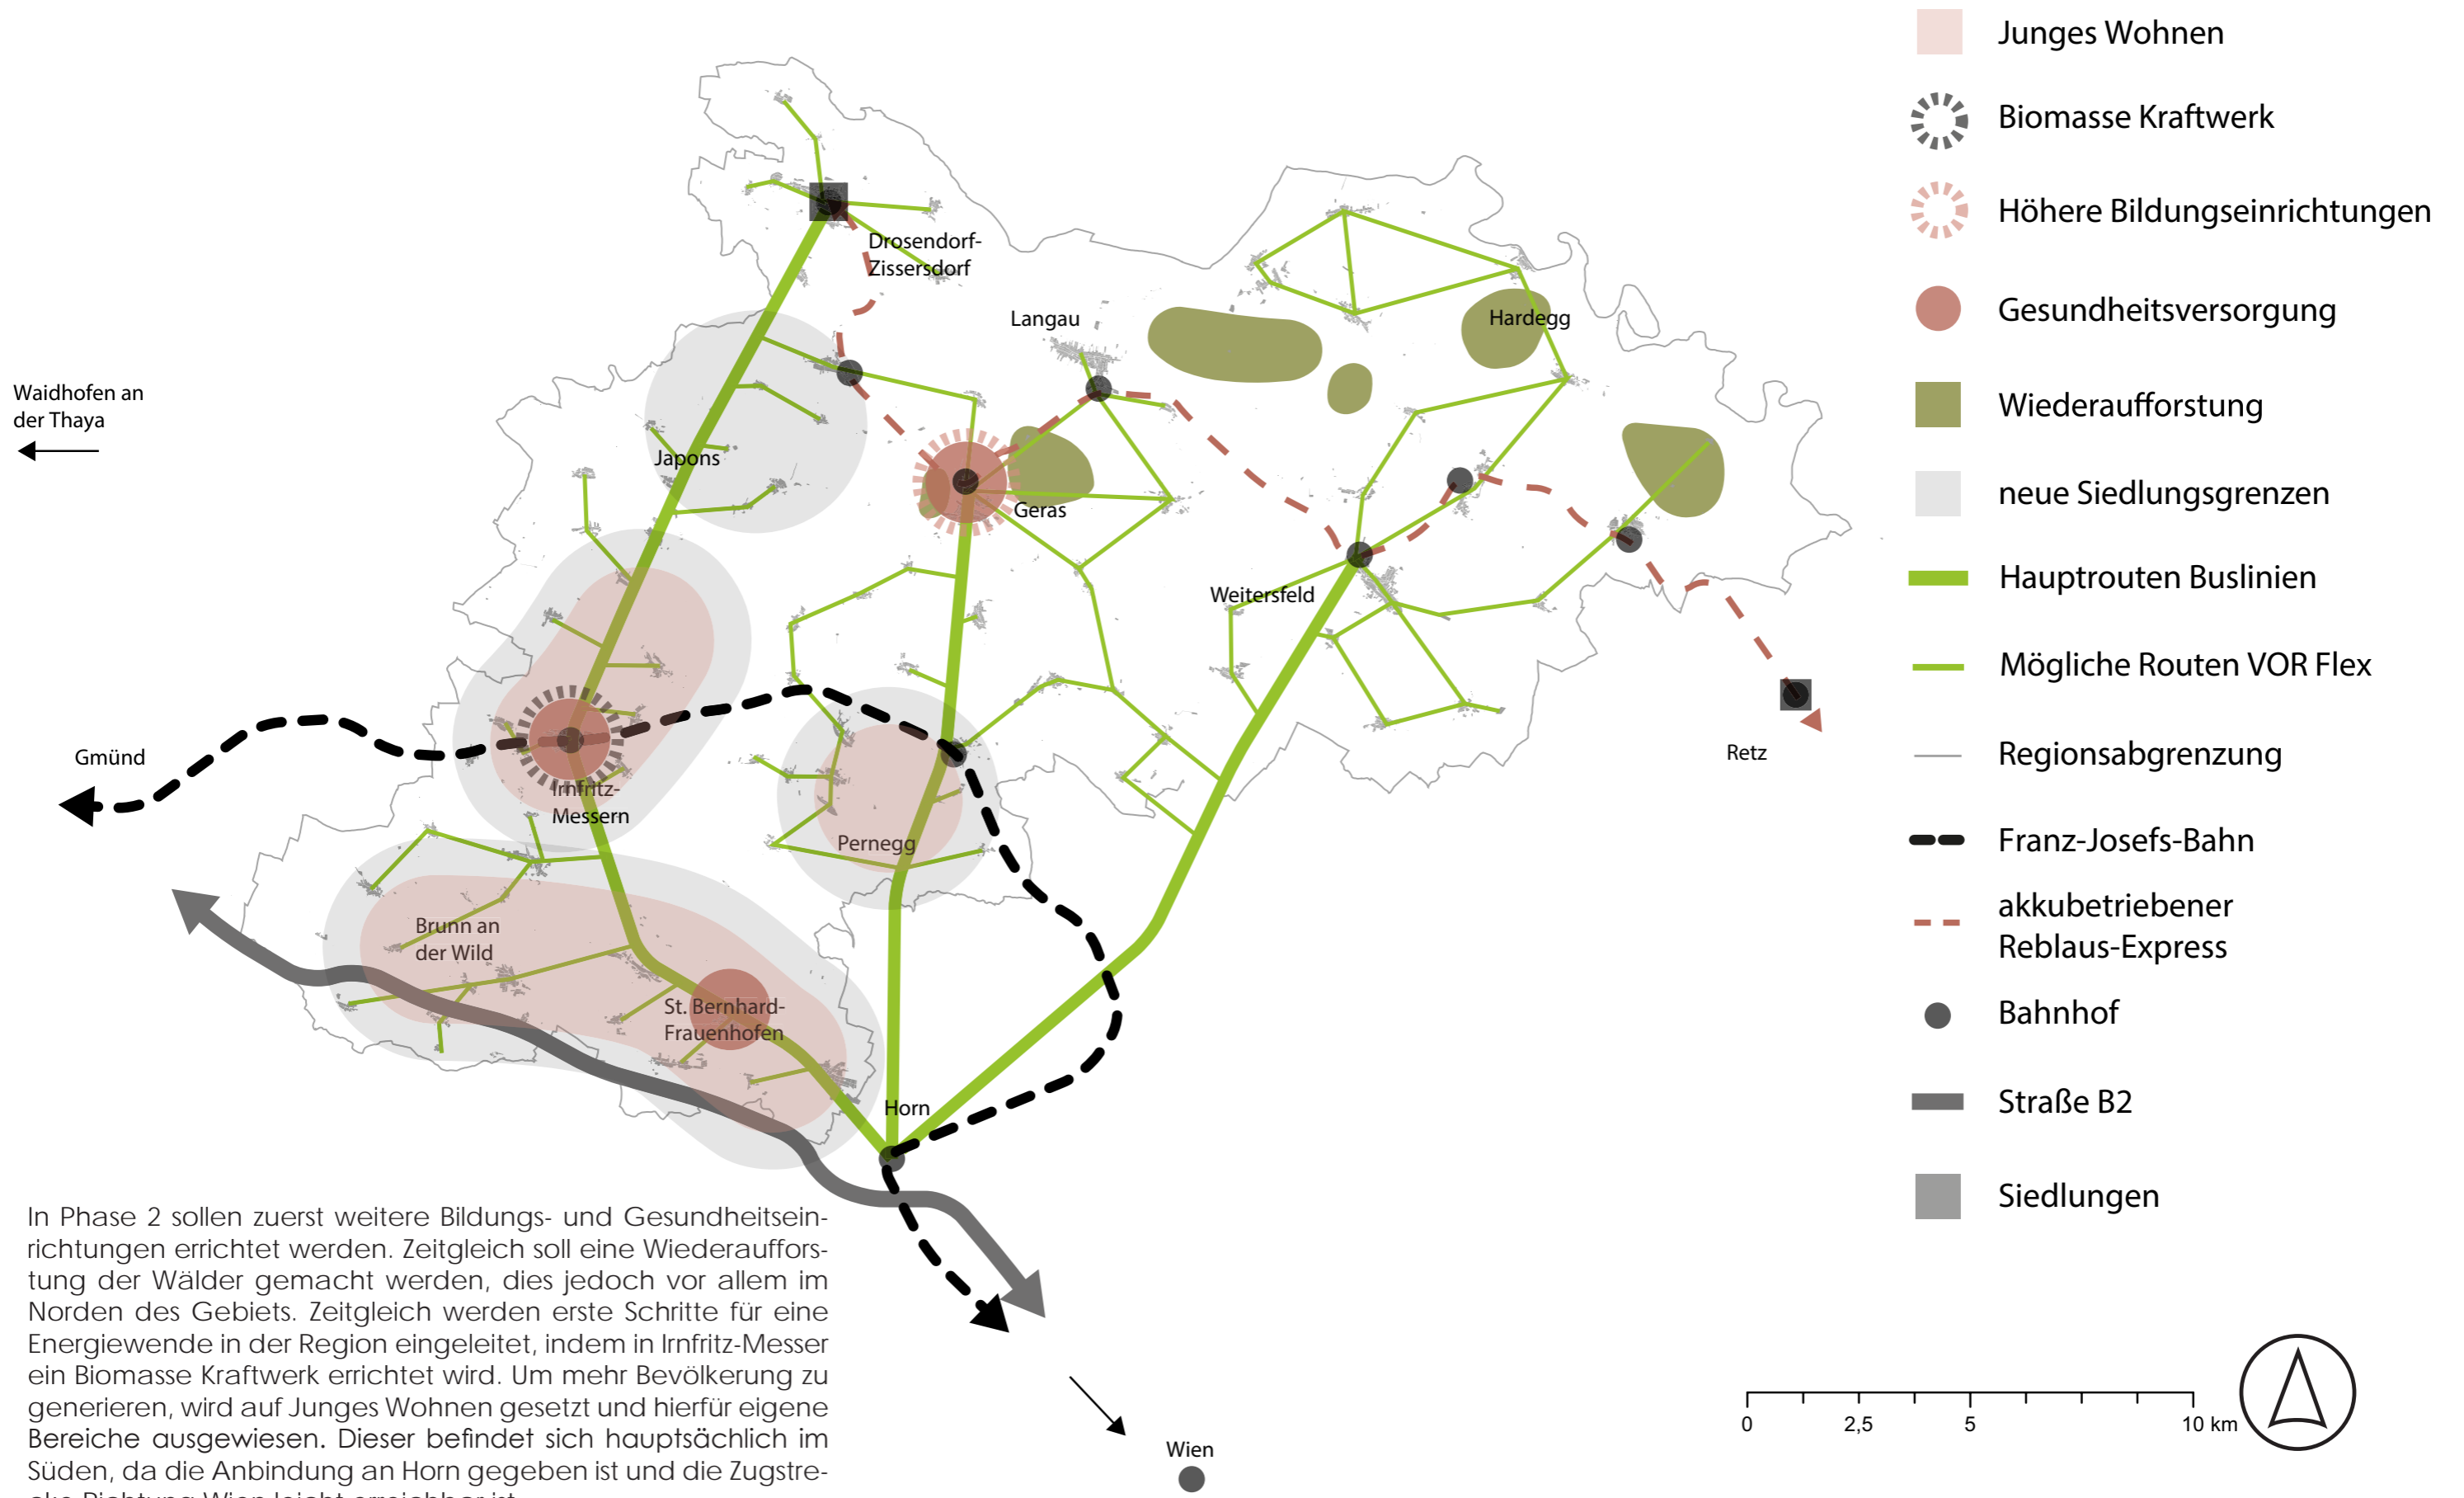 Junges Wohnen
Biomasse Kraftwerk
Höhere Bildungseinrichtungen
Gesundheitsversorgung
Wiederaufforstung
neue Siedlungsgrenzen
Hauptrouten Buslinien
Mögliche Routen VOR Flex
Regionsabgrenzung
Franz-Josefs-Bahn
akkubetriebener
Reblaus-Express
Bahnhof
Straße B2
Siedlungen
Drosendorf-
Zissersdorf
Langau
Hardegg
Waidhofen an
der Thaya
Japons
Geras
Weitersfeld
Gmünd
Retz
Irnfritz-
Messern
Pernegg
Brunn an
der Wild
St. Bernhard-
Frauenhofen
Horn
In Phase 2 sollen zuerst weitere Bildungs- und Gesundheitsein-
richtungen errichtet werden. Zeitgleich soll eine Wiederauffors-
tung der Wälder gemacht werden, dies jedoch vor allem im
Norden des Gebiets. Zeitgleich werden erste Schritte für eine
Energiewende in der Region eingeleitet, indem in Irnfritz-Messer
ein Biomasse Kraftwerk errichtet wird. Um mehr Bevölkerung zu
generieren, wird auf Junges Wohnen gesetzt und hierfür eigene
Bereiche ausgewiesen. Dieser befindet sich hauptsächlich im
Süden, da die Anbindung an Horn gegeben ist und die Zugstre-
cke Richtung Wien leicht erreichbar ist.
Wien
0 2,5 5 10 km